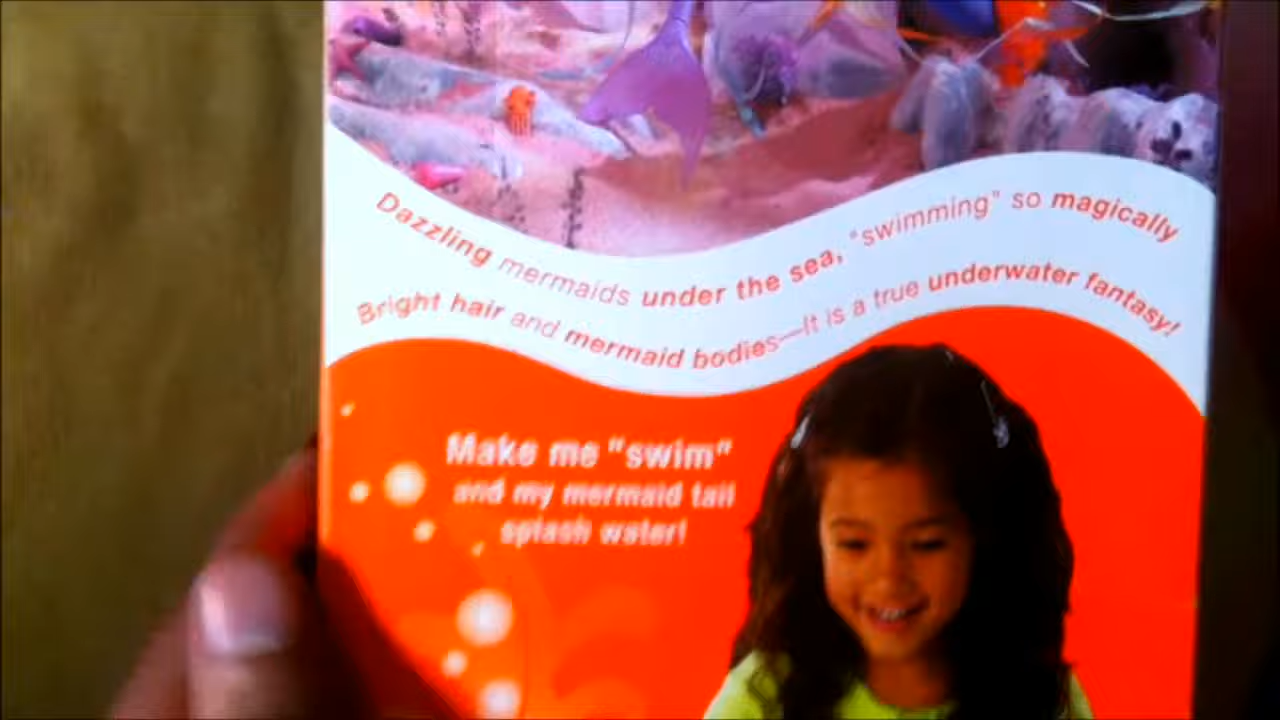 Dazzling mermaids under the sea, "swimming" so magically
Bright hair and mermaid bodies—It is a true underwater fantasy!
Make me "swim"
and my mermaid tail
splash water!